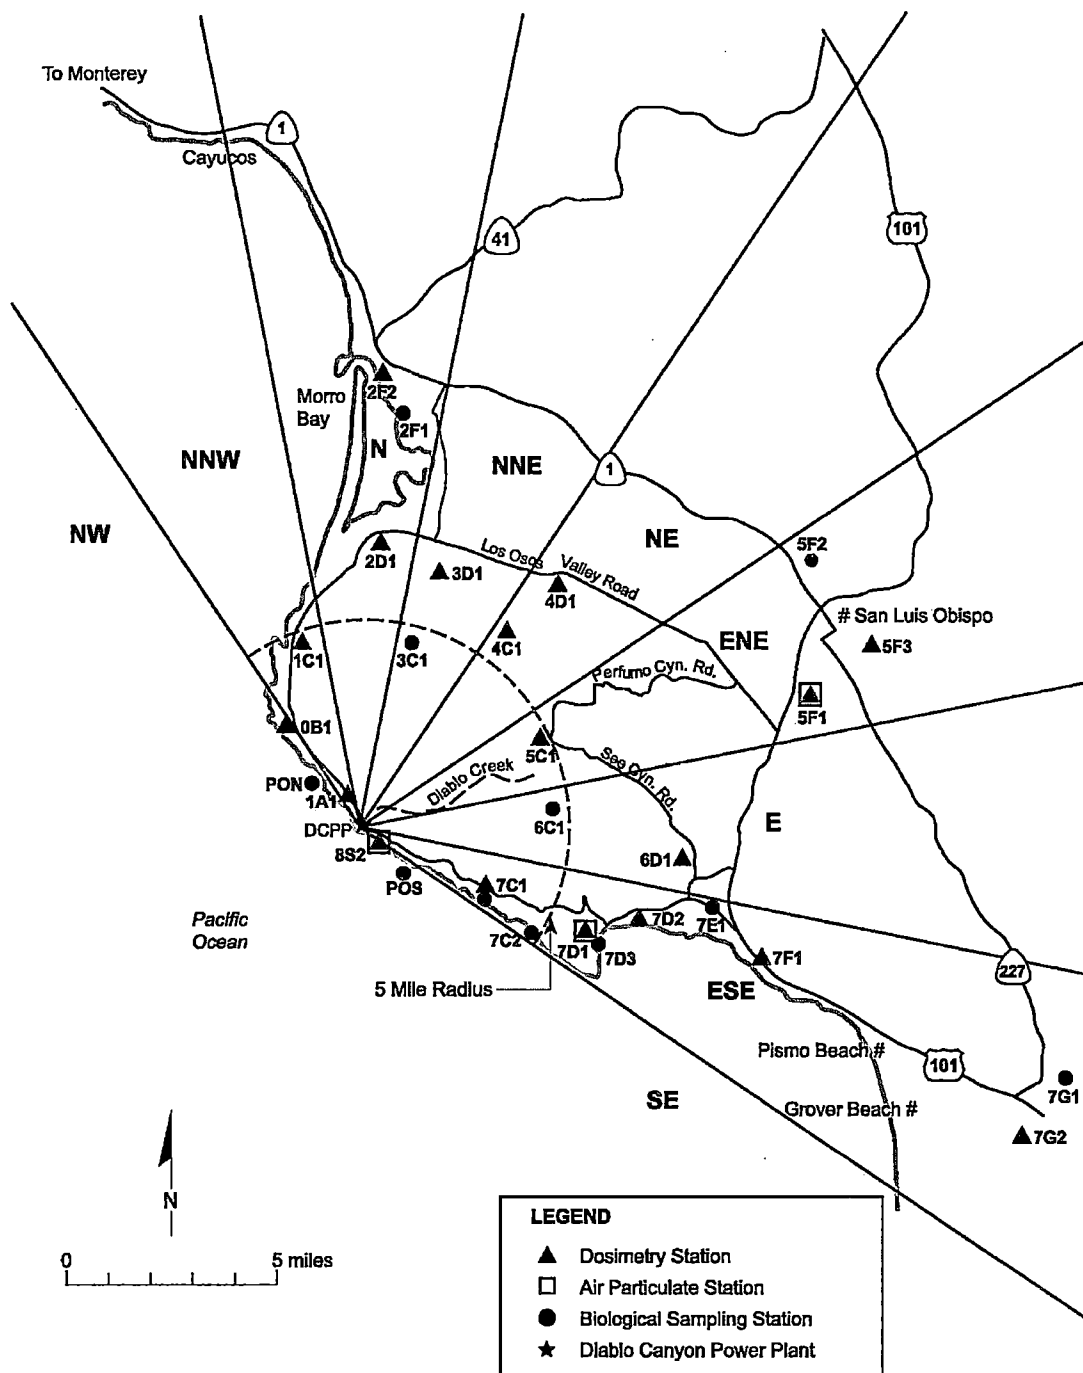 To Monterey
1
Cayucos
41
101
Morro
Bay
2F2
2F1
N
NNW
NNE
1
NW
NE
5F2
2D1
Los Osos
Valley Road
3D1
4D1
# San Luis Obispo
ENE
5F3
1C1
3C1
4C1
Perfumo Cyn. Rd.
5F1
0B1
5C1
See Cyn. Rd.
Diablo Creek
PON
1A1
6C1
E
DCPP
8S2
6D1
POS
7C1
Pacific
Ocean
7C2
7D1
7D3
7D2
7E1
7F1
227
5 Mile Radius
ESE
Pismo Beach #
101
7G1
SE
Grover Beach #
7G2
N
0
5 miles
LEGEND
Dosimetry Station
Air Particulate Station
Biological Sampling Station
Diablo Canyon Power Plant